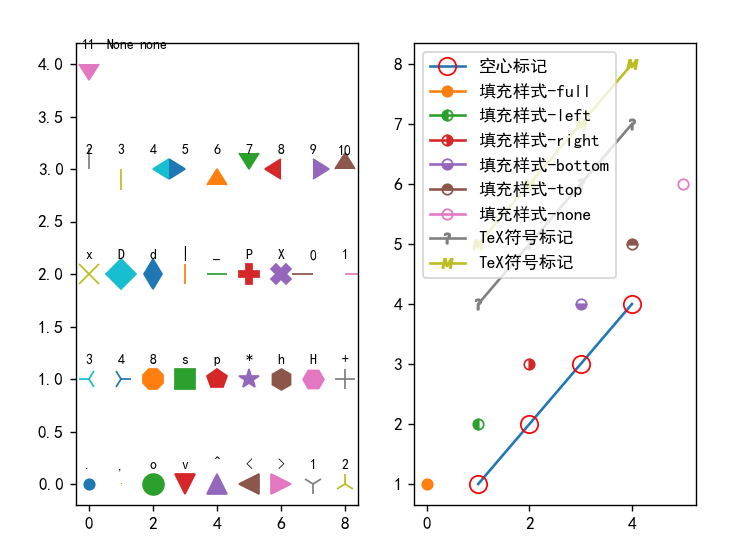 11 None none
4.0
3.5
2 3 4 5 6 7 8 9 10
3.0
2.5
x D d | _ P X 0 1
2.0
1.5
3 4 8 s p * h H +
1.0
0.5
. , o v ^ < > 1 2
0.0
0 2 4 6 8
8
7
6
5
4
3
2
1
0 2 4
空心标记
填充样式-full
填充样式-left
填充样式-right
填充样式-bottom
填充样式-top
填充样式-none
TeX符号标记
TeX符号标记